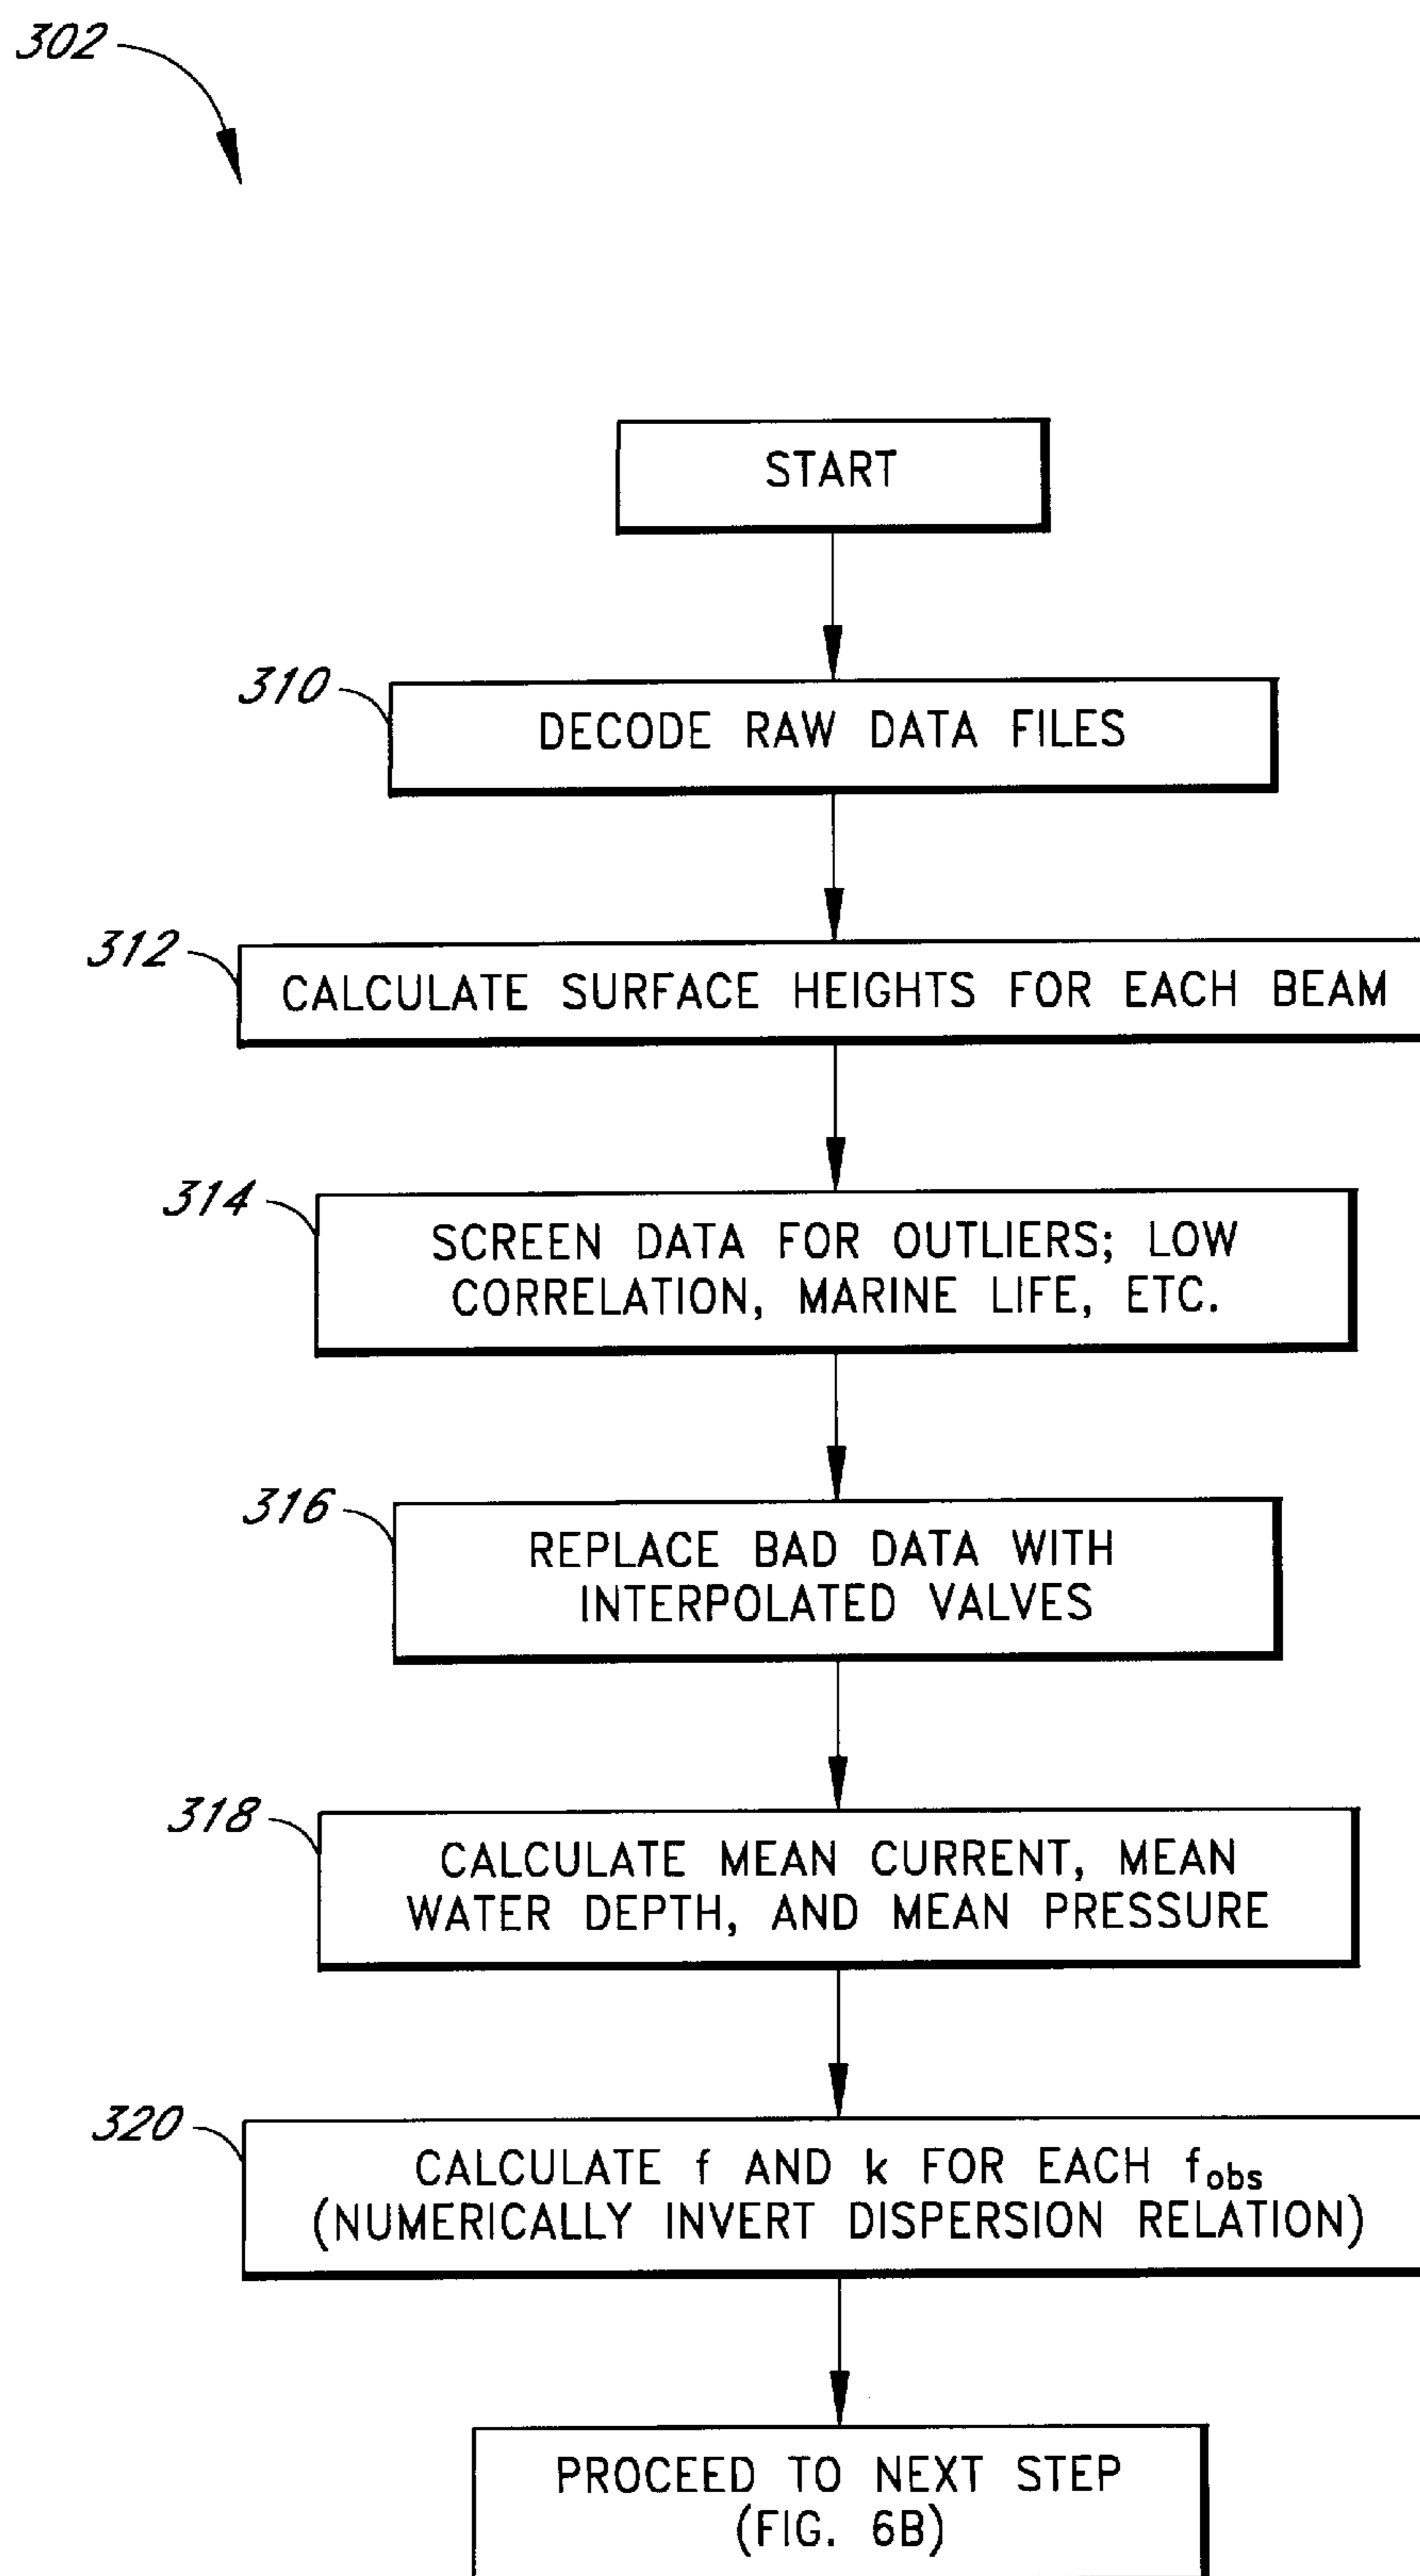 302
START
310
DECODE RAW DATA FILES
312
CALCULATE SURFACE HEIGHTS FOR EACH BEAM
314
SCREEN DATA FOR OUTLIERS; LOW
CORRELATION, MARINE LIFE, ETC.
316
REPLACE BAD DATA WITH
INTERPOLATED VALVES
318
CALCULATE MEAN CURRENT, MEAN
WATER DEPTH, AND MEAN PRESSURE
320
CALCULATE f AND k FOR EACH fobs
(NUMERICALLY INVERT DISPERSION RELATION)
PROCEED TO NEXT STEP
(FIG. 6B)